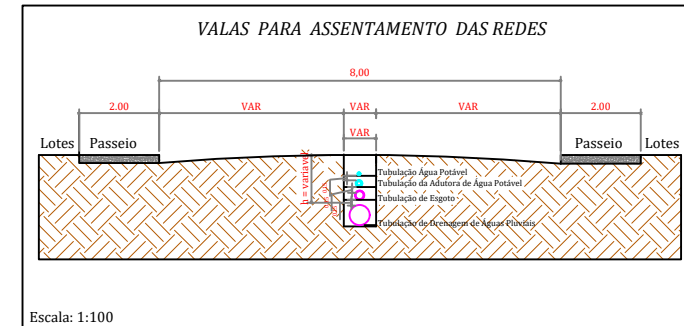 VALAS PARA ASSENTAMENTO DAS REDES
8,00
2.00 VAR VAR VAR 2.00
VAR
Lotes Passeio Passeio Lotes
h = variável
Tubulação Água Potável
Tubulação da Adutora de Água Potável
Tubulação de Esgoto
Tubulação de Drenagem de Águas Pluviais
Escala: 1:100